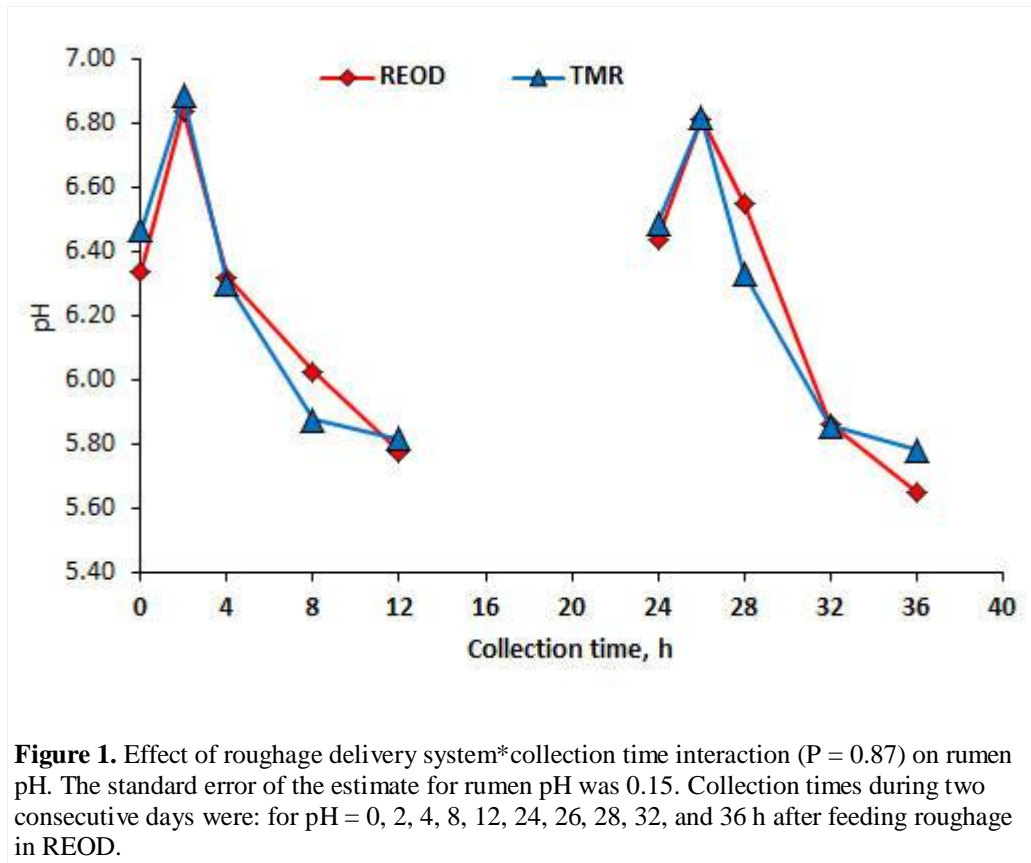 7.00
REOD
TMR
6.80
6.60
6.40
pH
6.20
6.00
5.80
5.60
5.40
0 4 8 12 16 20 24 28 32 36 40
Collection time, h
Figure 1. Effect of roughage delivery system*collection time interaction (P = 0.87) on rumen
pH. The standard error of the estimate for rumen pH was 0.15. Collection times during two
consecutive days were: for pH = 0, 2, 4, 8, 12, 24, 26, 28, 32, and 36 h after feeding roughage
in REOD.